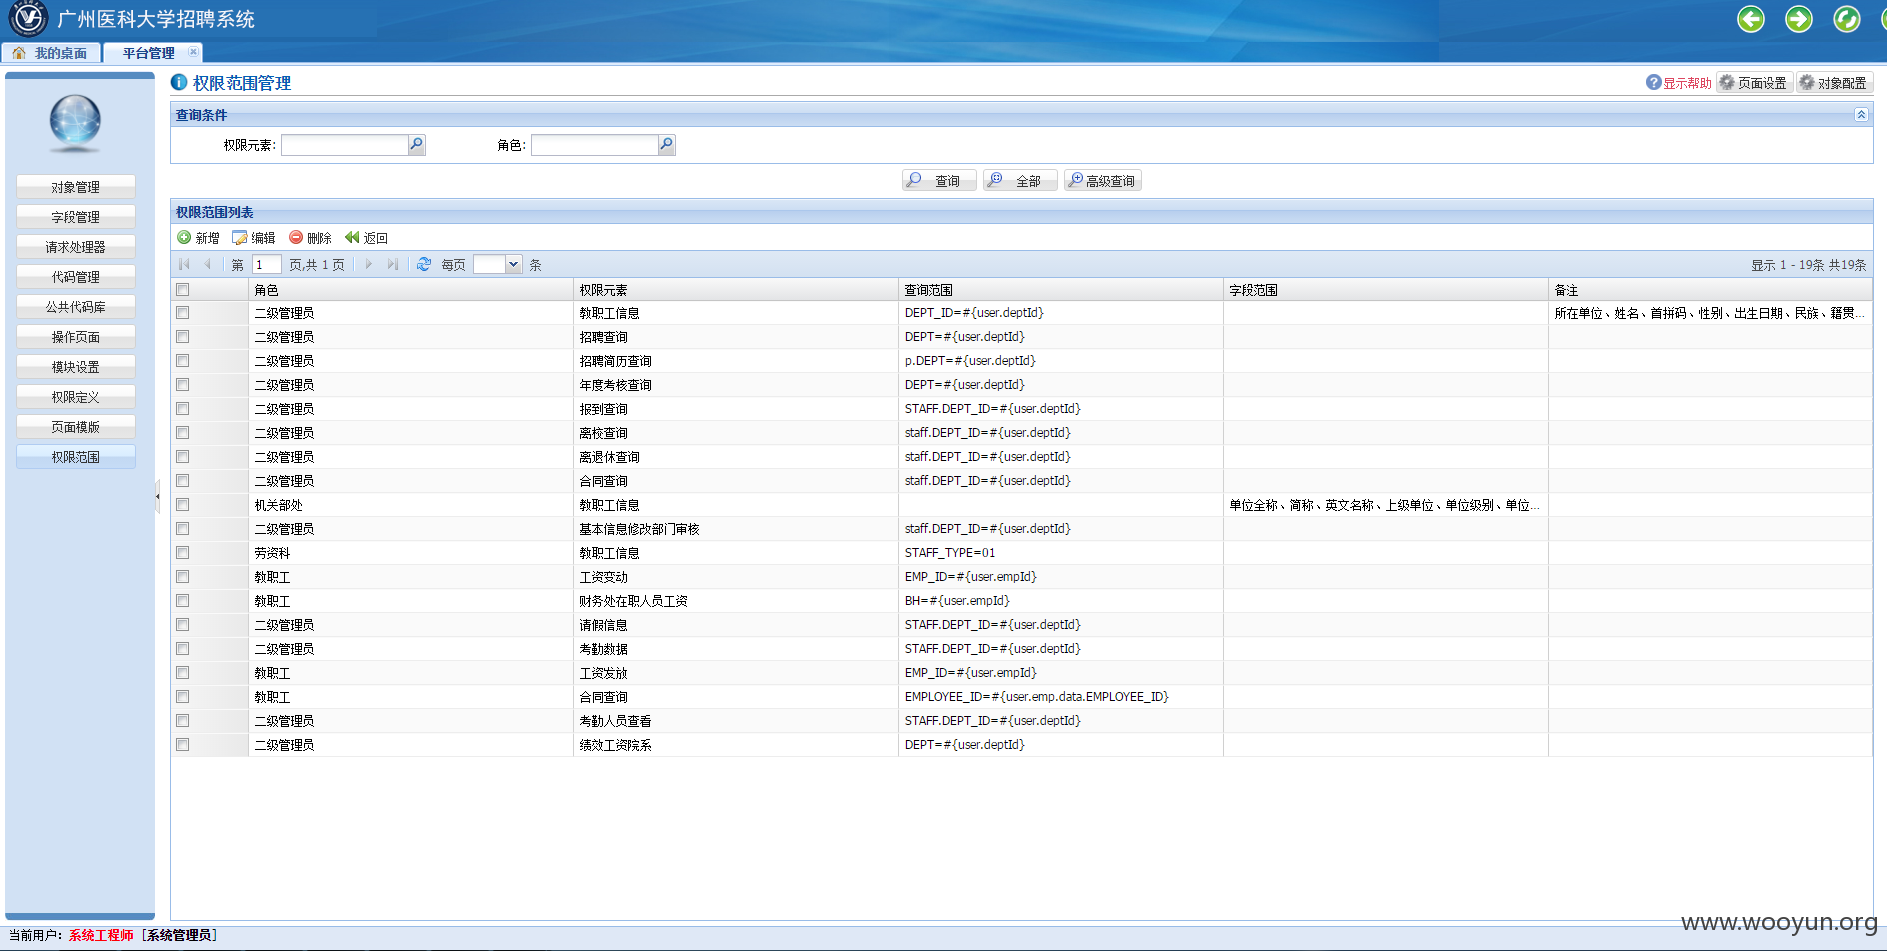 广州医科大学招聘系统
我的桌面 平台管理
权限范围管理 显示帮助 页面设置 对象配置
查询条件
权限元素: 角色:
查询 全部 高级查询
对象管理
字段管理
请求处理器
代码管理
公共代码库
操作页面
模块设置
权限定义
页面模版
权限范围
权限范围列表
新增 编辑 删除 返回
第 1 页,共 1 页 每页 条 显示 1 - 19条 共19条
角色 权限元素 查询范围 字段范围 备注
二级管理员 教职工信息 DEPT_ID=#{user.deptId} 所在单位、姓名、首拼码、性别、出生日期、民族、籍贯...
二级管理员 招聘查询 DEPT=#{user.deptId}
二级管理员 招聘简历查询 p.DEPT=#{user.deptId}
二级管理员 年度考核查询 DEPT=#{user.deptId}
二级管理员 报到查询 STAFF.DEPT_ID=#{user.deptId}
二级管理员 离校查询 staff.DEPT_ID=#{user.deptId}
二级管理员 离退休查询 staff.DEPT_ID=#{user.deptId}
二级管理员 合同查询 staff.DEPT_ID=#{user.deptId}
机关部处 教职工信息 单位全称、简称、英文名称、上级单位、单位级别、单位...
二级管理员 基本信息修改部门审核 staff.DEPT_ID=#{user.deptId}
劳资科 教职工信息 STAFF_TYPE=01
教职工 工资变动 EMP_ID=#{user.empId}
教职工 财务处在职人员工资 BH=#{user.empId}
二级管理员 请假信息 STAFF.DEPT_ID=#{user.deptId}
二级管理员 考勤数据 STAFF.DEPT_ID=#{user.deptId}
教职工 工资发放 EMP_ID=#{user.empId}
教职工 合同查询 EMPLOYEE_ID=#{user.emp.data.EMPLOYEE_ID}
二级管理员 考勤人员查看 STAFF.DEPT_ID=#{user.deptId}
二级管理员 绩效工资院系 DEPT=#{user.deptId}
www.wooyun.org
当前用户: 系统工程师 [系统管理员]